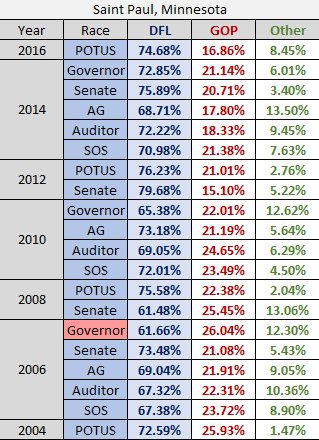 Saint Paul, Minnesota
Year Race DFL GOP Other
2016 POTUS 74.68% 16.86% 8.45%
2014 Governor 72.85% 21.14% 6.01%
Senate 75.89% 20.71% 3.40%
AG 68.71% 17.80% 13.50%
Auditor 72.22% 18.33% 9.45%
SOS 70.98% 21.38% 7.63%
2012 POTUS 76.23% 21.01% 2.76%
Senate 79.68% 15.10% 5.22%
2010 Governor 65.38% 22.01% 12.62%
AG 73.18% 21.19% 5.64%
Auditor 69.05% 24.65% 6.29%
SOS 72.01% 23.49% 4.50%
2008 POTUS 75.58% 22.38% 2.04%
Senate 61.48% 25.45% 13.06%
2006 Governor 61.66% 26.04% 12.30%
Senate 73.48% 21.08% 5.43%
AG 69.04% 21.91% 9.05%
Auditor 67.32% 22.31% 10.36%
SOS 67.38% 23.72% 8.90%
2004 POTUS 72.59% 25.93% 1.47%